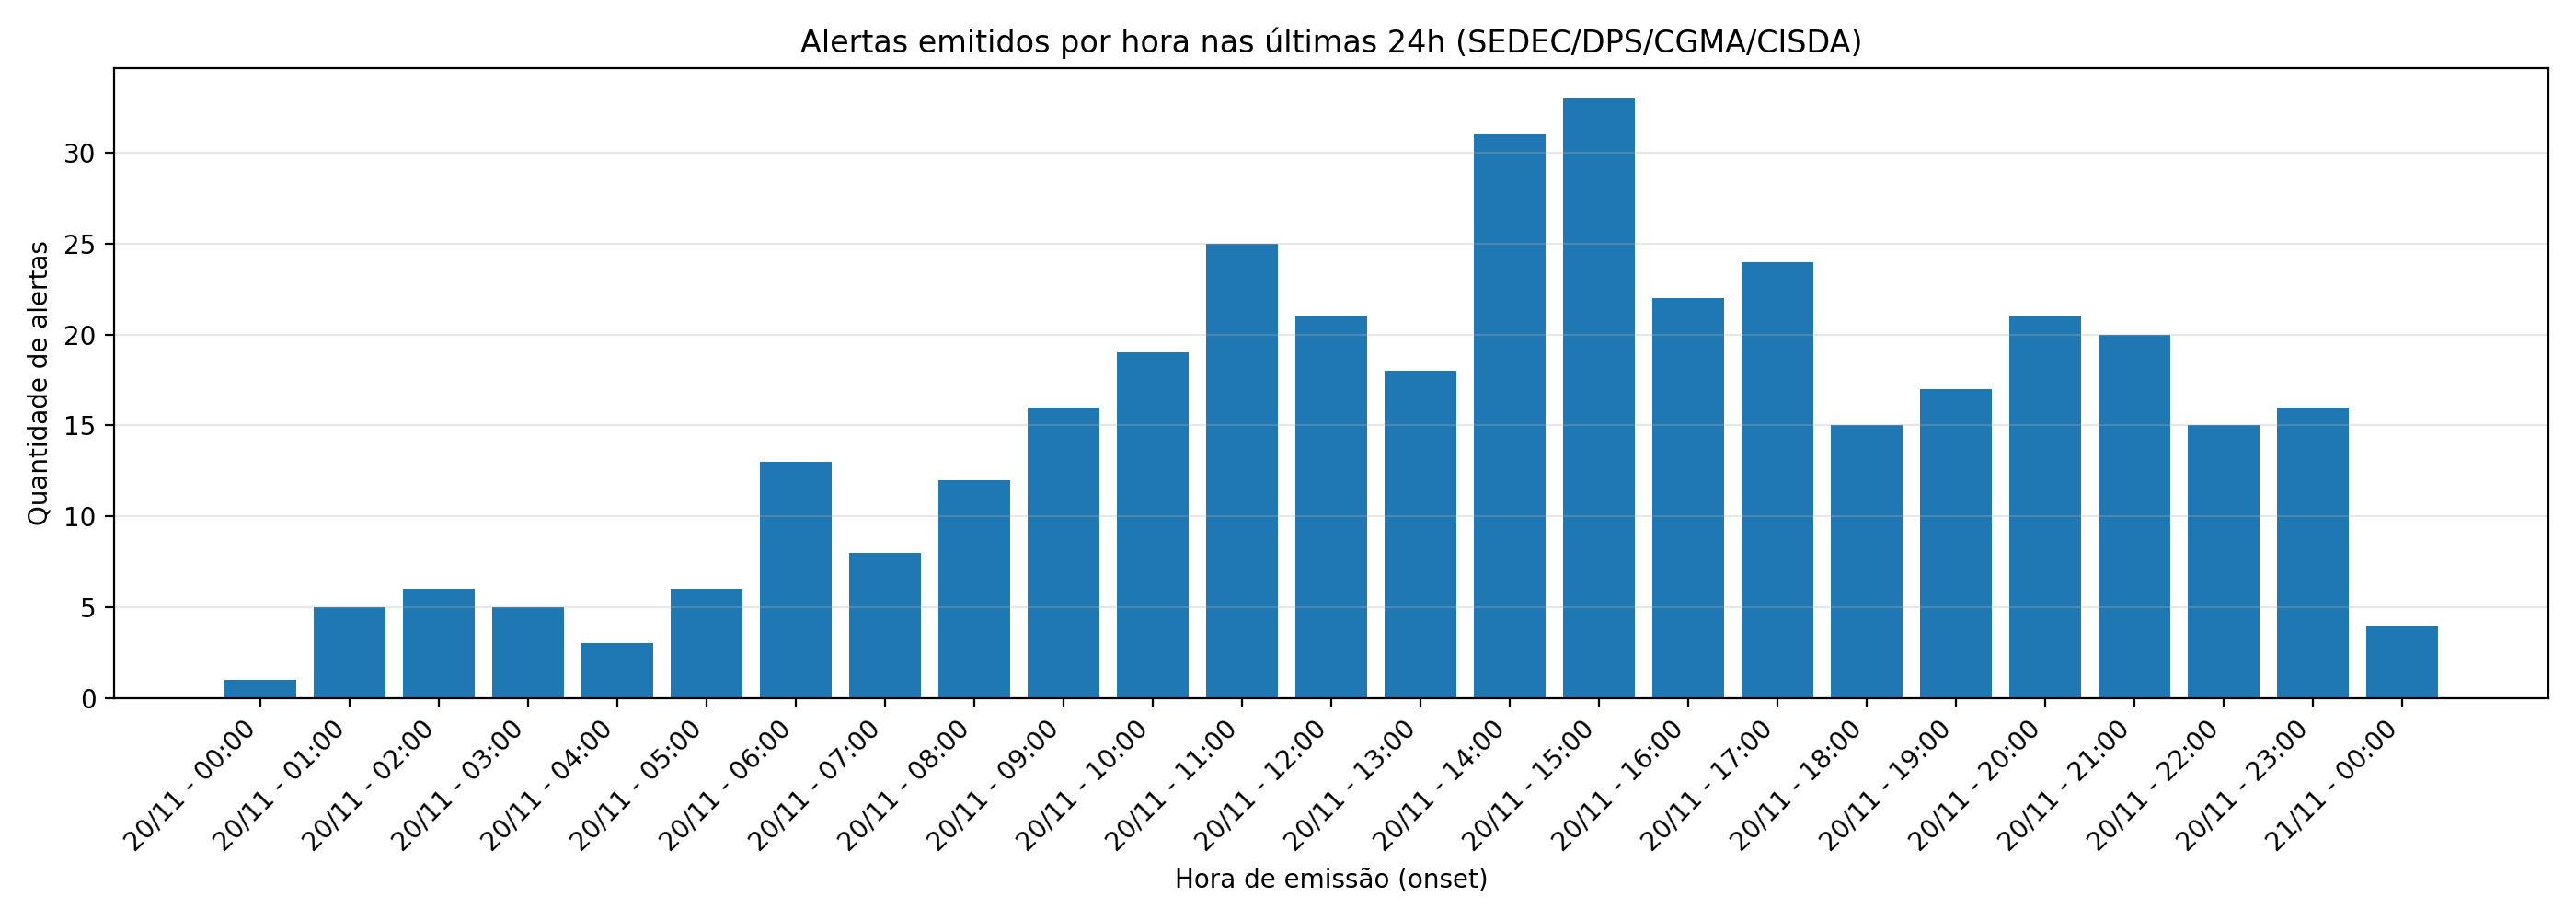 Alertas emitidos por hora nas últimas 24h (SEDEC/DPS/CGMA/CISDA)
Quantidade de alertas
30
25
20
15
10
5
0
20/11 - 00:00
20/11 - 01:00
20/11 - 02:00
20/11 - 03:00
20/11 - 04:00
20/11 - 05:00
20/11 - 06:00
20/11 - 07:00
20/11 - 08:00
20/11 - 09:00
20/11 - 10:00
20/11 - 11:00
20/11 - 12:00
20/11 - 13:00
20/11 - 14:00
20/11 - 15:00
20/11 - 16:00
20/11 - 17:00
20/11 - 18:00
20/11 - 19:00
20/11 - 20:00
20/11 - 21:00
20/11 - 22:00
20/11 - 23:00
21/11 - 00:00
Hora de emissão (onset)